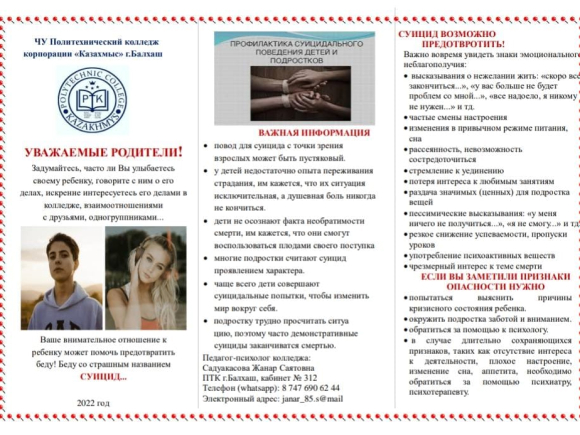 ЧУ Политехнический колледж
корпорации «Казахмыс» г.Балхаш
POLYTECHNIC COLLEGE
РТК
KAZAKHMYS
УВАЖАЕМЫЕ РОДИТЕЛИ!
Задумайтесь, часто ли Вы улыбаетесь
своему ребенку, говорите с ним о его
делах, искренне интересуетесь его делами в
колледже, взаимоотношениями
с друзьями, одногруппниками...
Ваше внимательное отношение к
ребенку может помочь предотвратить
беду! Беду со страшным названием
СУИЦИД...
2022 год
ПРОФИЛАКТИКА СУИЦИДАЛЬНОГО
ПОВЕДЕНИЯ ДЕТЕЙ И
ПОДРОСТКОВ
ВАЖНАЯ ИНФОРМАЦИЯ
• повод для суицида с точки зрения
взрослых может быть пустяковый.
• у детей недостаточно опыта переживания
страдания, им кажется, что их ситуация
исключительная, а душевная боль никогда
не кончиться.
• дети не осознают факта необратимости
смерти, им кажется, что они смогут
воспользоваться плодами своего поступка
• многие подростки считают суицид
проявлением характера.
• чаще всего дети совершают
суицидальные попытки, чтобы изменить
мир вокруг себя.
• подростку трудно просчитать ситуа
цию, поэтому часто демонстративные
суициды заканчиваются смертью.
Педагог-психолог колледжа:
Садуакасова Жанар Саятовна
ПТК г.Балхаш, кабинет № 312
Телефон (whatsapp): 8 747 690 62 44
Электронный адрес: janar_85.s@mail
СУИЦИД ВОЗМОЖНО
ПРЕДОТВРОТИТЬ!
Важно вовремя увидеть знаки эмоционального
неблагополучия:
• высказывания о нежелании жить: «скоро всё
закончиться...», «у вас больше не будет
проблем со мной...», «все надоело, я никому
не нужен...» и тд.
• частые смены настроения
• изменения в привычном режиме питания,
сна
• рассеянность, невозможность
состредоточиться
• стремление к уединению
• потеря интереса к любимым занятиям
• раздача значимых (ценных) для подростка
вещей
• пессимические высказывания: «у меня
ничего не получиться...», «я не смогу...» и тд
• резкое снижение успеваемости, пропуски
уроков
• употребление психоактивных веществ
• чрезмерный интерес к теме смерти
ЕСЛИ ВЫ ЗАМЕТИЛИ ПРИЗНАКИ
ОПАСНОСТИ НУЖНО
• попытаться выяснить причины
кризисного состояния ребенка.
• окружить подростка заботой и вниманием.
• обратиться за помощью к психологу.
• в случае длительно сохраняющихся
признаков, таких как отсутствие интереса
к деятельности, плохое настроение,
изменение сна, аппетита, необходимо
обратиться за помощью психиатру,
психотерапевту.